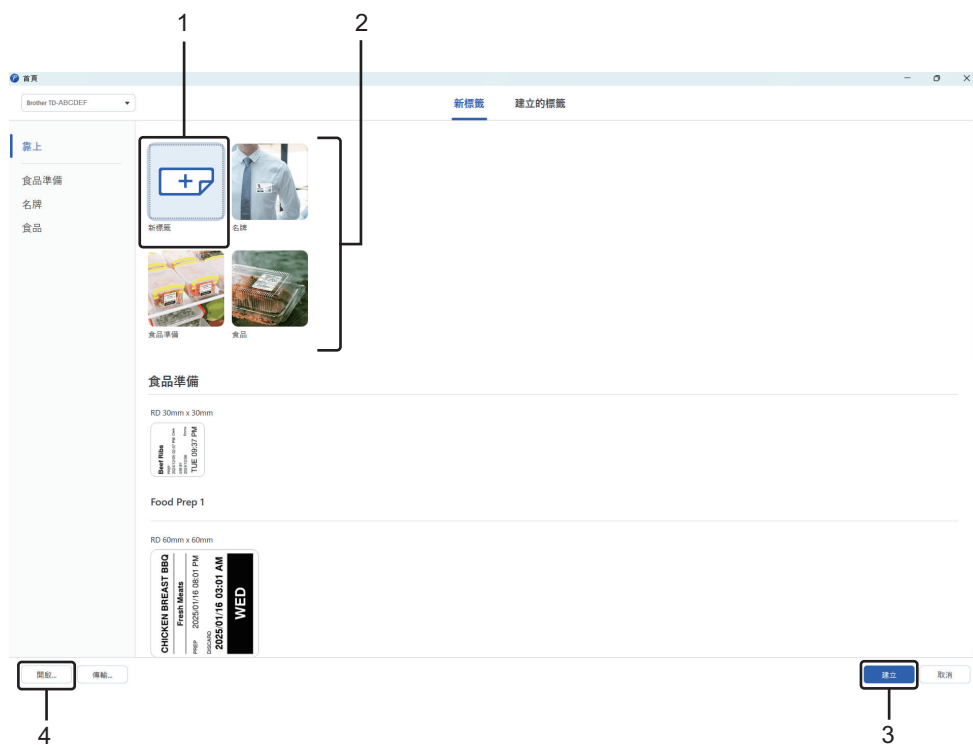 1
2
首頁
Brother TD-ABCDEF
新標籤
建立的標籤
靠上
食品準備
名牌
食品
新標籤
名牌
食品準備
食品
食品準備
RD 30mm x 30mm
Beef Ribs
TUE 09:37 PM
Food Prep 1
RD 60mm x 60mm
CHICKEN BREAST BBQ
Fresh Meats
PREP 2025/01/16 08:01 PM
DISCARD
2025/01/16 03:01 AM
WED
開啟...
傳輸...
建立
取消
4
3